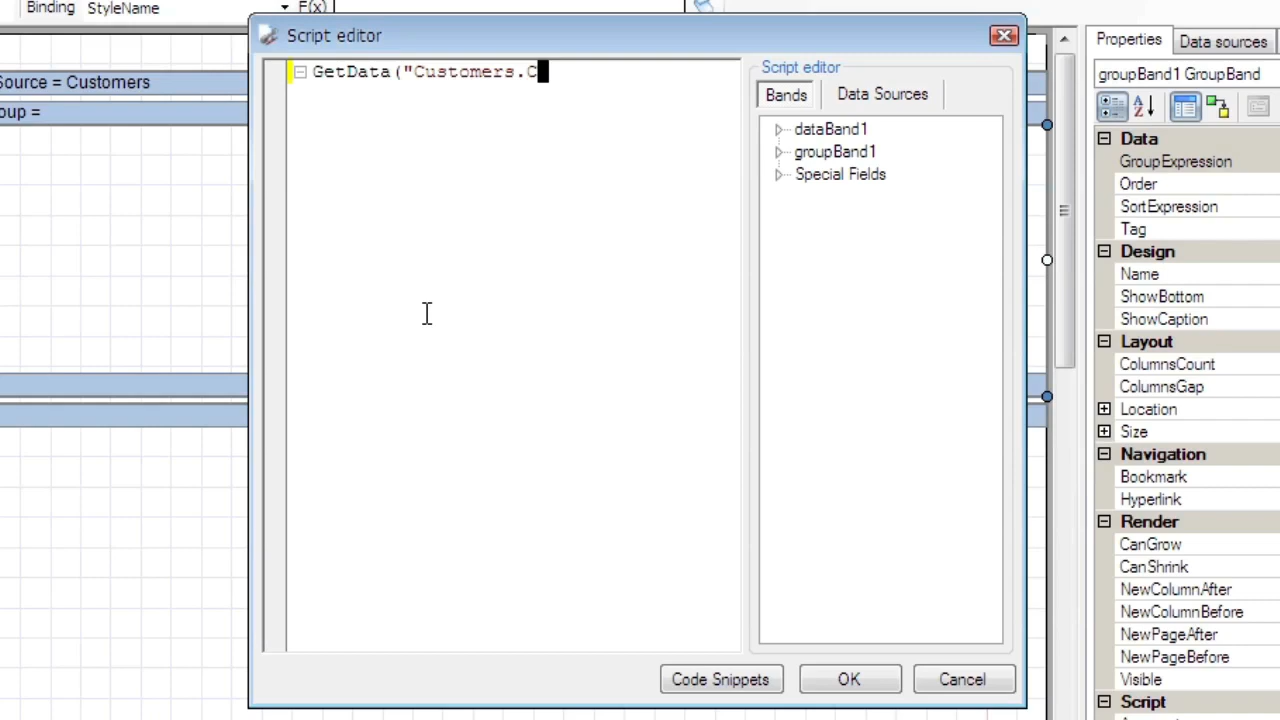 Binding StyleName F(x)
Script editor
Source = Customers
oup =
GetData("Customers.C
Script editor
Bands Data Sources
dataBand1
groupBand1
Special Fields
Code Snippets OK Cancel
Properties Data sources
groupBand1 GroupBand
Data
GroupExpression
Order
SortExpression
Tag
Design
Name
ShowBottom
ShowCaption
Layout
ColumnsCount
ColumnsGap
Location
Size
Navigation
Bookmark
Hyperlink
Render
CanGrow
CanShrink
NewColumnAfter
NewColumnBefore
NewPageAfter
NewPageBefore
Visible
Script